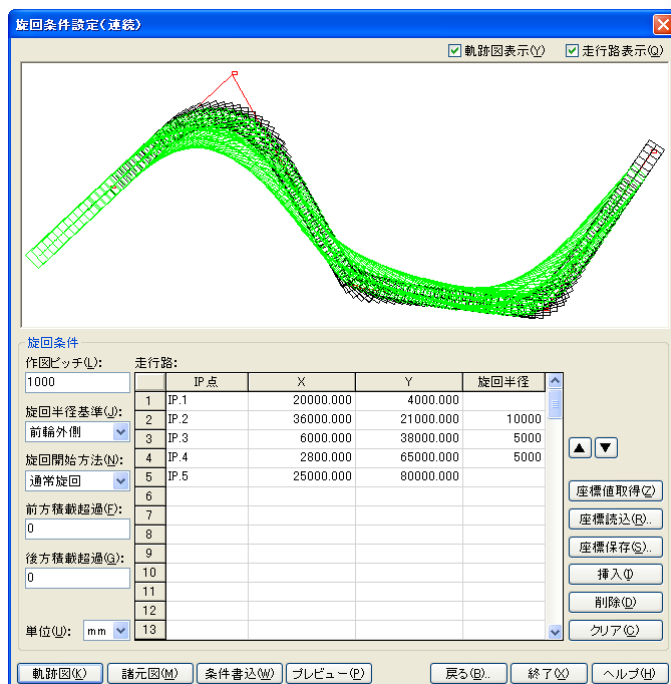 旋回条件設定(連続)
軌跡図表示(Y) 走行路表示(Q)
旋回条件
作図ピッチ(L): 走行路:
1000
旋回半径基準(J):
前輪外側
旋回開始方法(N):
通常旋回
前方積載超過(F):
0
後方積載超過(G):
0
単位(U): mm
IP点 X Y 旋回半径
1 IP.1 20000.000 4000.000
2 IP.2 36000.000 21000.000 10000
3 IP.3 6000.000 38000.000 5000
4 IP.4 2800.000 65000.000 5000
5 IP.5 25000.000 80000.000
6
7
8
9
10
11
12
13
座標値取得(Z)
座標読込(R)..
座標保存(S)..
挿入(I)
削除(D)
クリア(C)
軌跡図(K) 諸元図(M) 条件書込(W) プレビュー(P) 戻る(B).. 終了(X) ヘルプ(H)